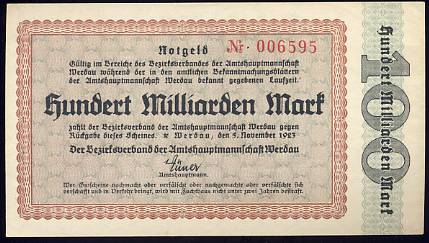 Notgeld
Nr. 006595
Gültig im Bereiche des Bezirksverbandes der Amtshauptmannschaft
Werdau während der in den amtlichen Bekanntmachungsblättern
der Amtshauptmannschaft Werdau bekannt gegebenen Laufzeit.
Hundert Milliarden Mark
zahlt der Bezirksverband der Amtshauptmannschaft Werdau gegen
Rückgabe dieses Scheines. * Werdau, den 5. November 1923
Der Bezirksverband der Amtshauptmannschaft Werdau
Amtshauptmann.
Wer Gutscheine nachmacht oder verfälscht oder nachgemachte oder verfälschte sich
verschafft und in Verkehr bringt, wird mit Zuchthaus nicht unter zwei Jahren bestraft.
Hundert Milliarden Mark
100